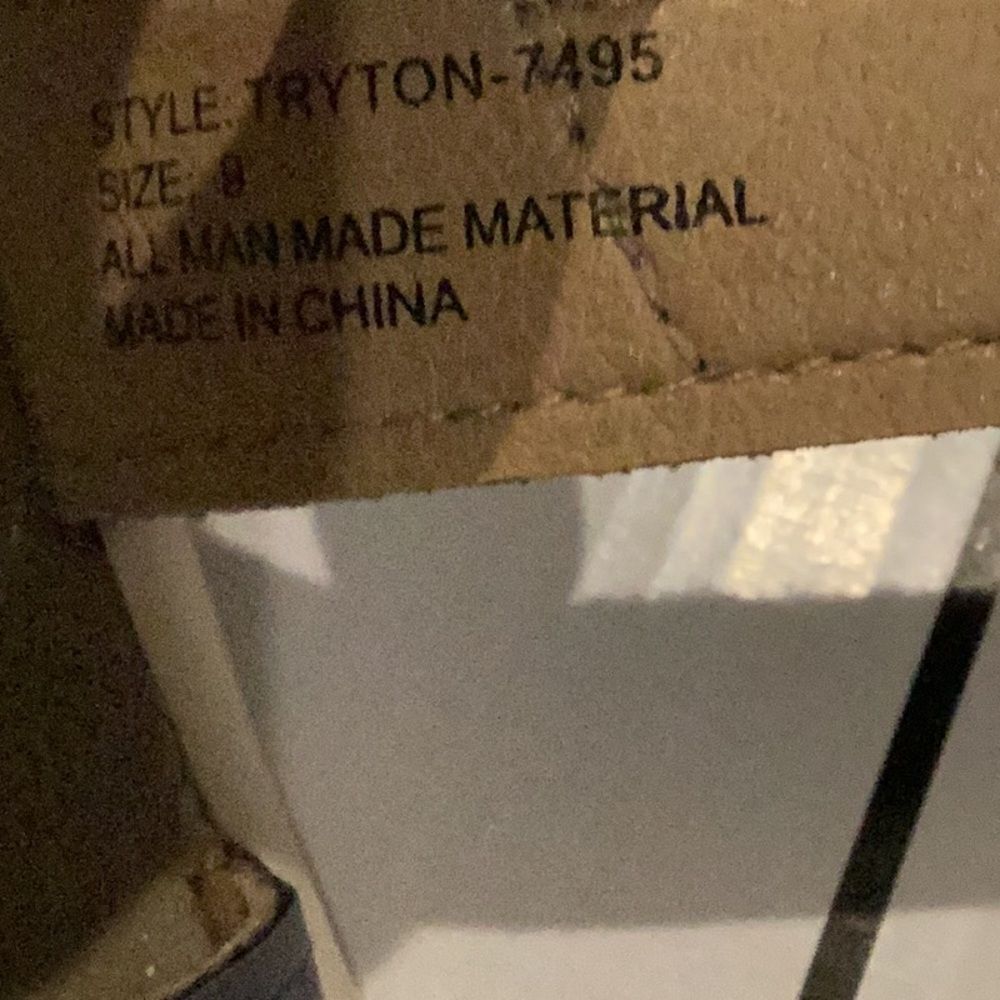 STYLE: TRYTON-7495
SIZE: 8
ALL MAN MADE MATERIAL
MADE IN CHINA